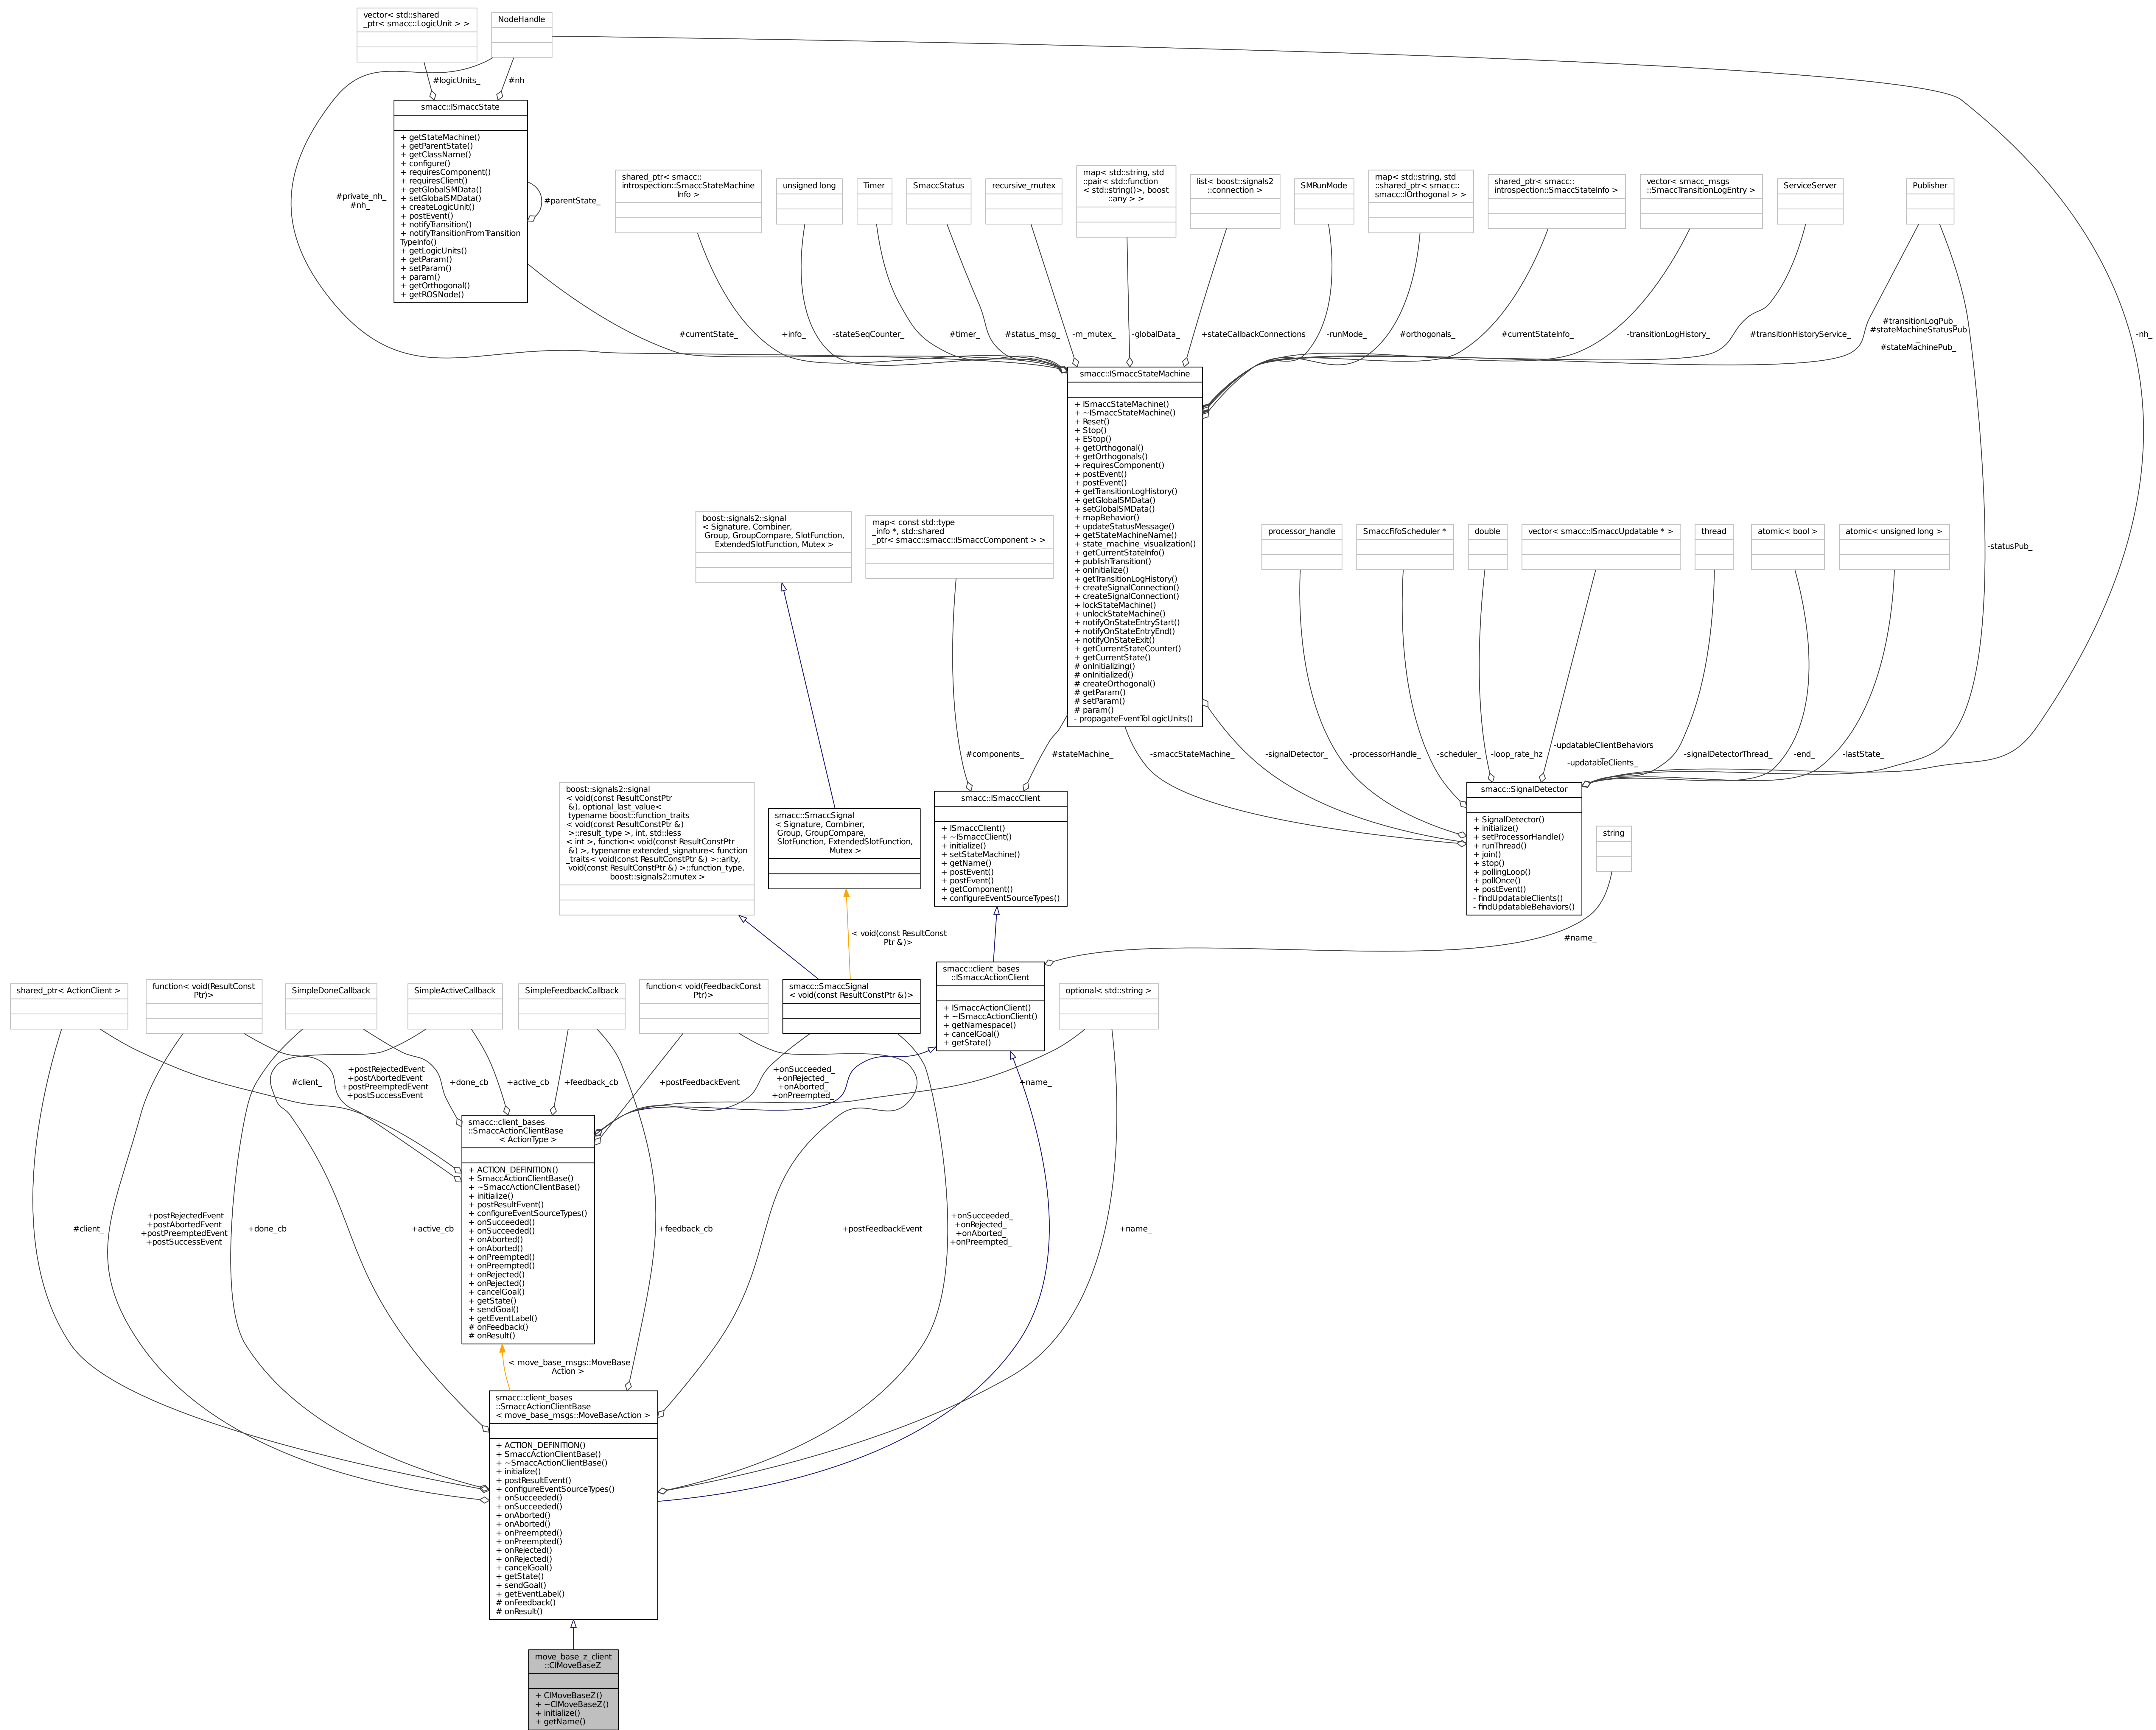 vector< std::shared
_ptr< smacc::LogicUnit > >
NodeHandle
#logicUnits_
#nh
smacc::ISmaccState
+ getStateMachine()
+ getParentState()
+ getClassName()
+ configure()
+ requiresComponent()
+ requiresClient()
+ getGlobalSMData()
+ setGlobalSMData()
+ createLogicUnit()
+ postEvent()
+ notifyTransition()
+ notifyTransitionFromTransition
TypeInfo()
+ getLogicUnits()
+ getParam()
+ setParam()
+ param()
+ getOrthogonal()
+ getROSNode()
#parentState_
#private_nh_
#nh_
shared_ptr< smacc::
introspection::SmaccStateMachine
Info >
unsigned long
Timer
SmaccStatus
recursive_mutex
map< std::string, std
::pair< std::function
< std::string()>, boost
::any > >
list< boost::signals2
::connection >
SMRunMode
map< std::string, std
::shared_ptr< smacc::
smacc::IOrthogonal > >
shared_ptr< smacc::
introspection::SmaccStateInfo >
vector< smacc_msgs
::SmaccTransitionLogEntry >
ServiceServer
Publisher
#currentState_
+info_
-stateSeqCounter_
#timer_
#status_msg_
-m_mutex_
-globalData_
+stateCallbackConnections
-runMode_
#orthogonals_
#currentStateInfo_
-transitionLogHistory_
#transitionHistoryService_
#transitionLogPub_
#stateMachineStatusPub
_
#stateMachinePub_
-nh_
smacc::ISmaccStateMachine
+ ISmaccStateMachine()
+ ~ISmaccStateMachine()
+ Reset()
+ Stop()
+ EStop()
+ getOrthogonal()
+ getOrthogonals()
+ requiresComponent()
+ postEvent()
+ postEvent()
+ getTransitionLogHistory()
+ getGlobalSMData()
+ setGlobalSMData()
+ mapBehavior()
+ updateStatusMessage()
+ getStateMachineName()
+ state_machine_visualization()
+ getCurrentStateInfo()
+ publishTransition()
+ onInitialize()
+ getTransitionLogHistory()
+ createSignalConnection()
+ createSignalConnection()
+ lockStateMachine()
+ unlockStateMachine()
+ notifyOnStateEntryStart()
+ notifyOnStateEntryEnd()
+ notifyOnStateExit()
+ getCurrentStateCounter()
+ getCurrentState()
# onInitializing()
# onInitialized()
# createOrthogonal()
# getParam()
# setParam()
# param()
- propagateEventToLogicUnits()
boost::signals2::signal
< Signature, Combiner,
Group, GroupCompare, SlotFunction,
ExtendedSlotFunction, Mutex >
map< const std::type
_info *, std::shared
_ptr< smacc::smacc::ISmaccComponent > >
processor_handle
SmaccFifoScheduler *
double
vector< smacc::ISmaccUpdatable * >
thread
atomic< bool >
atomic< unsigned long >
-statusPub_
#components_
#stateMachine_
-smaccStateMachine_
-signalDetector_
-processorHandle_
-scheduler_
-loop_rate_hz
-updatableClientBehaviors
_
-updatableClients_
-signalDetectorThread_
-end_
-lastState_
boost::signals2::signal
< void(const ResultConstPtr
&), optional_last_value<
typename boost::function_traits
< void(const ResultConstPtr &)
>::result_type >, int, std::less
< int >, function< void(const ResultConstPtr
&) >, typename extended_signature< function
_traits< void(const ResultConstPtr &) >::arity,
void(const ResultConstPtr &) >::function_type,
boost::signals2::mutex >
smacc::SmaccSignal
< Signature, Combiner,
Group, GroupCompare,
SlotFunction, ExtendedSlotFunction,
Mutex >
smacc::ISmaccClient
+ ISmaccClient()
+ ~ISmaccClient()
+ initialize()
+ setStateMachine()
+ getName()
+ postEvent()
+ postEvent()
+ getComponent()
+ configureEventSourceTypes()
smacc::SignalDetector
+ SignalDetector()
+ initialize()
+ setProcessorHandle()
+ runThread()
+ join()
+ stop()
+ pollingLoop()
+ pollOnce()
+ postEvent()
- findUpdatableClients()
- findUpdatableBehaviors()
string
< void(const ResultConst
Ptr &)>
#name_
shared_ptr< ActionClient >
function< void(ResultConst
Ptr)>
SimpleDoneCallback
SimpleActiveCallback
SimpleFeedbackCallback
function< void(FeedbackConst
Ptr)>
smacc::SmaccSignal
< void(const ResultConstPtr &)>
smacc::client_bases
::ISmaccActionClient
+ ISmaccActionClient()
+ ~ISmaccActionClient()
+ getNamespace()
+ cancelGoal()
+ getState()
optional< std::string >
#client_
+postRejectedEvent
+postAbortedEvent
+postPreemptedEvent
+postSuccessEvent
+done_cb
+active_cb
+feedback_cb
+postFeedbackEvent
+onSucceeded_
+onRejected_
+onAborted_
+onPreempted_
+name_
smacc::client_bases
::SmaccActionClientBase
< ActionType >
+ ACTION_DEFINITION()
+ SmaccActionClientBase()
+ ~SmaccActionClientBase()
+ initialize()
+ postResultEvent()
+ configureEventSourceTypes()
+ onSucceeded()
+ onSucceeded()
+ onAborted()
+ onAborted()
+ onPreempted()
+ onPreempted()
+ onRejected()
+ onRejected()
+ cancelGoal()
+ getState()
+ sendGoal()
+ getEventLabel()
# onFeedback()
# onResult()
#client_
+postRejectedEvent
+postAbortedEvent
+postPreemptedEvent
+postSuccessEvent
+done_cb
+active_cb
+feedback_cb
+postFeedbackEvent
+onSucceeded_
+onRejected_
+onAborted_
+onPreempted_
+name_
< move_base_msgs::MoveBase
Action >
smacc::client_bases
::SmaccActionClientBase
< move_base_msgs::MoveBaseAction >
+ ACTION_DEFINITION()
+ SmaccActionClientBase()
+ ~SmaccActionClientBase()
+ initialize()
+ postResultEvent()
+ configureEventSourceTypes()
+ onSucceeded()
+ onSucceeded()
+ onAborted()
+ onAborted()
+ onPreempted()
+ onPreempted()
+ onRejected()
+ onRejected()
+ cancelGoal()
+ getState()
+ sendGoal()
+ getEventLabel()
# onFeedback()
# onResult()
move_base_z_client
::ClMoveBaseZ
+ ClMoveBaseZ()
+ ~ClMoveBaseZ()
+ initialize()
+ getName()